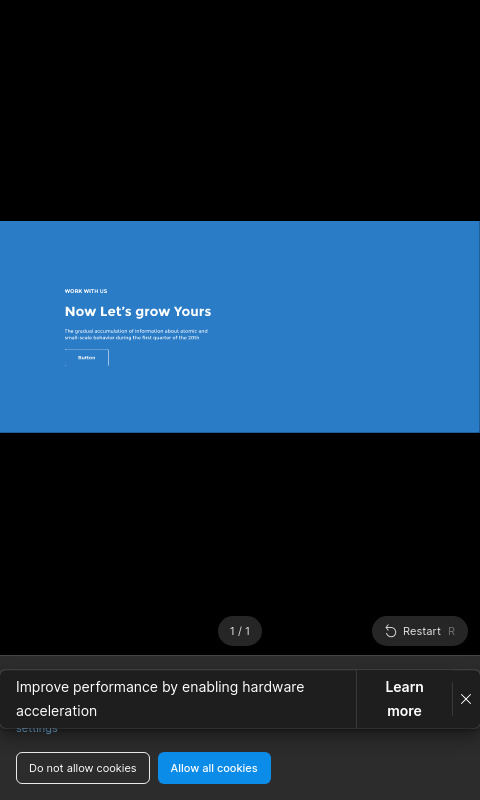 WORK WITH US
Now Let's grow Yours
The gradual accumulation of information about atomic and
small-scale behavior during the first quarter of the 20th
Button
1 / 1
Restart R
Improve performance by enabling hardware
acceleration
Learn
more
settings
Do not allow cookies
Allow all cookies